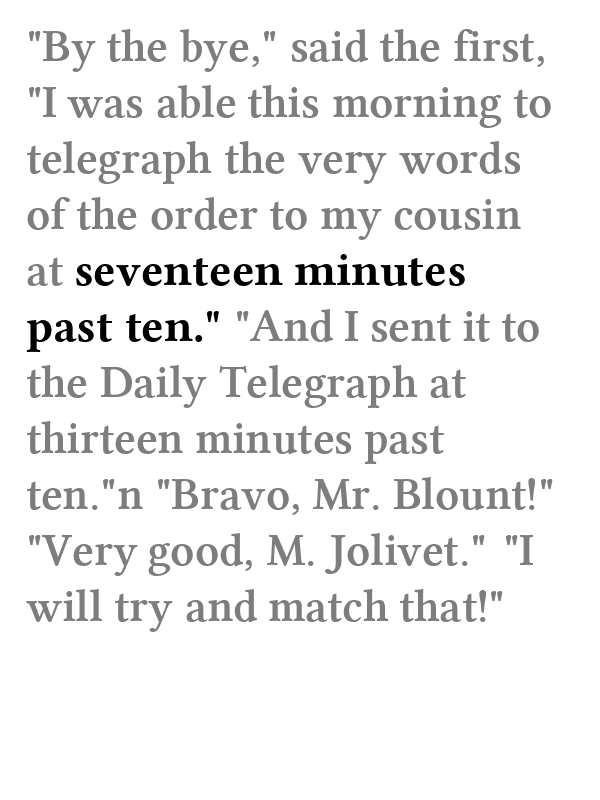 "By the bye," said the first,
"I was able this morning to
telegraph the very words
of the order to my cousin
at seventeen minutes
past ten." "And I sent it to
the Daily Telegraph at
thirteen minutes past
ten."n "Bravo, Mr. Blount!"
"Very good, M. Jolivet." "I
will try and match that!"